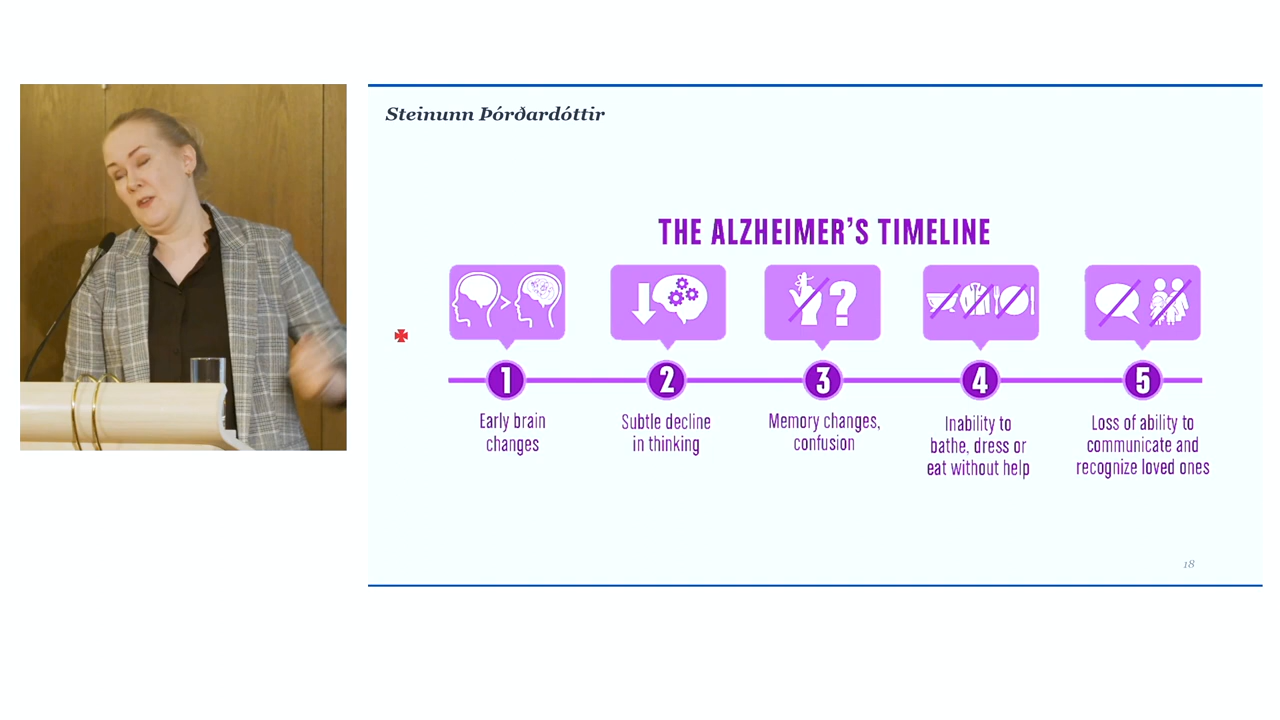 Steinunn Þórðardóttir
THE ALZHEIMER'S TIMELINE
?
1
2
3
4
5
Early brain
changes
Subtle decline
in thinking
Memory changes,
confusion
Inability to
bathe, dress or
eat without help
Loss of ability to
communicate and
recognize loved ones
18